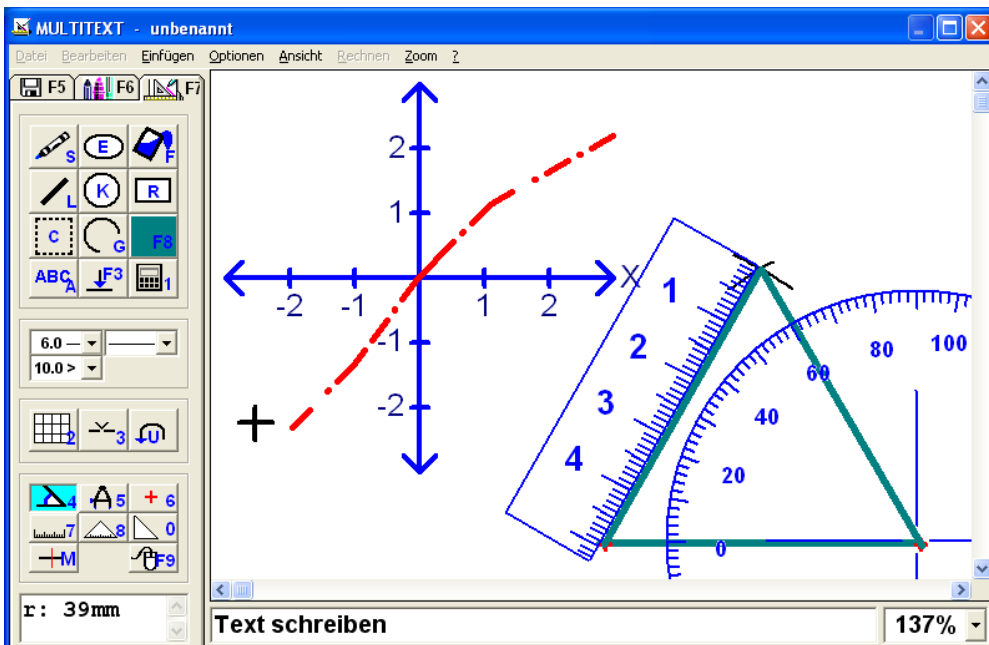 MULTITEXT - unbenannt
Datei Bearbeiten Einfügen Optionen Ansicht Rechnen Zoom ?
F5 F6 F7
S E F
L K R
C G F8
ABC A F3 1
6.0
10.0 >
2 3 U
4 5 + 6
7 8 0
M F9
r: 39mm
2
1
X
-2 -1 1 2
-1
-2
1
2
3
4
0
20
40
60
80
100
Text schreiben
137%